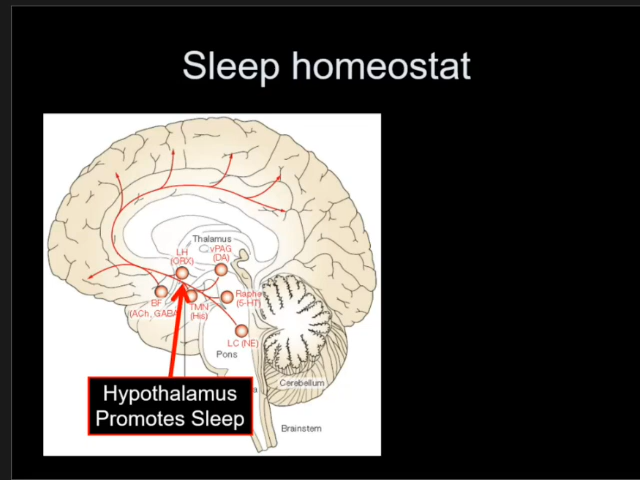 Sleep homeostat
Thalamus
LH
(ORX)
vPAG
(DA)
BF
(ACh, GABA
TMN
(His)
Raphe
(5-HT)
LC (NE)
Pons
Hypothalamus
Promotes Sleep
a
Cerebellum
Brainstem